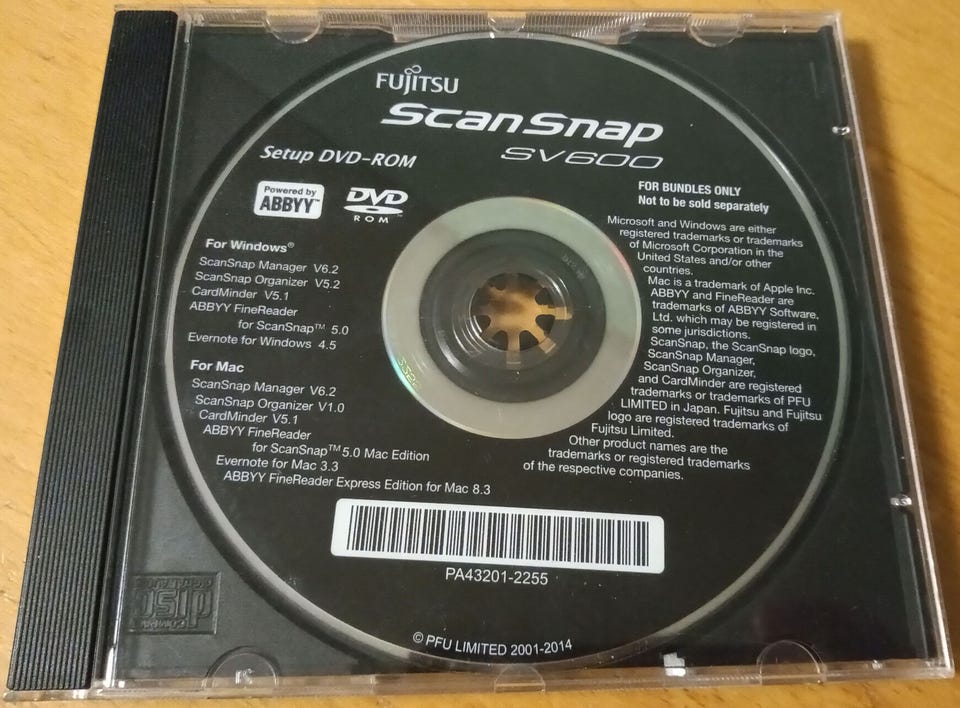 FUJITSU
ScanSnap
SV600
Setup DVD-ROM
Powered by
ABBYY™
DVD
ROM
FOR BUNDLES ONLY
Not to be sold separately
Microsoft and Windows are either
registered trademarks or trademarks
of Microsoft Corporation in the
United States and/or other
countries.
Mac is a trademark of Apple Inc.
ABBYY and FineReader are
trademarks of ABBYY Software,
Ltd. which may be registered in
some jurisdictions.
ScanSnap, the ScanSnap logo,
ScanSnap Manager,
ScanSnap Organizer,
and CardMinder are registered
trademarks or trademarks of PFU
LIMITED in Japan. Fujitsu and Fujitsu
logo are registered trademarks of
Fujitsu Limited.
Other product names are the
trademarks or registered trademarks
of the respective companies.
For Windows®
ScanSnap Manager V6.2
ScanSnap Organizer V5.2
CardMinder V5.1
ABBYY FineReader
for ScanSnap™ 5.0
Evernote for Windows 4.5
For Mac
ScanSnap Manager V6.2
ScanSnap Organizer V1.0
CardMinder V5.1
ABBYY FineReader
for ScanSnap™ 5.0 Mac Edition
Evernote for Mac 3.3
ABBYY FineReader Express Edition for Mac 8.3
PA43201-2255
© PFU LIMITED 2001-2014